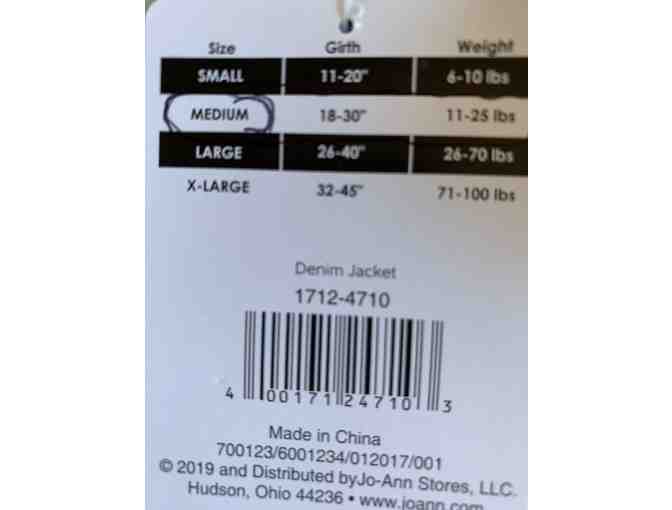 Size Girth Weight
SMALL 11-20" 6-10 lbs
MEDIUM 18-30" 11-25 lbs
LARGE 26-40" 26-70 lbs
X-LARGE 32-45" 71-100 lbs
Denim Jacket
1712-4710
4 00171 24710 3
Made in China
700123/6001234/012017/001
© 2019 and Distributed byJo-Ann Stores, LLC.
Hudson, Ohio 44236 • www.joann.com